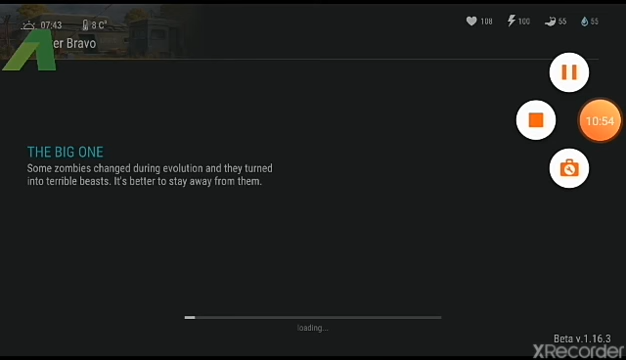 07:43 8 C° 108 100 55 55
er Bravo
10:54
THE BIG ONE
Some zombies changed during evolution and they turned
into terrible beasts. It's better to stay away from them.
loading...
Beta v.1.16.3
XRecorder